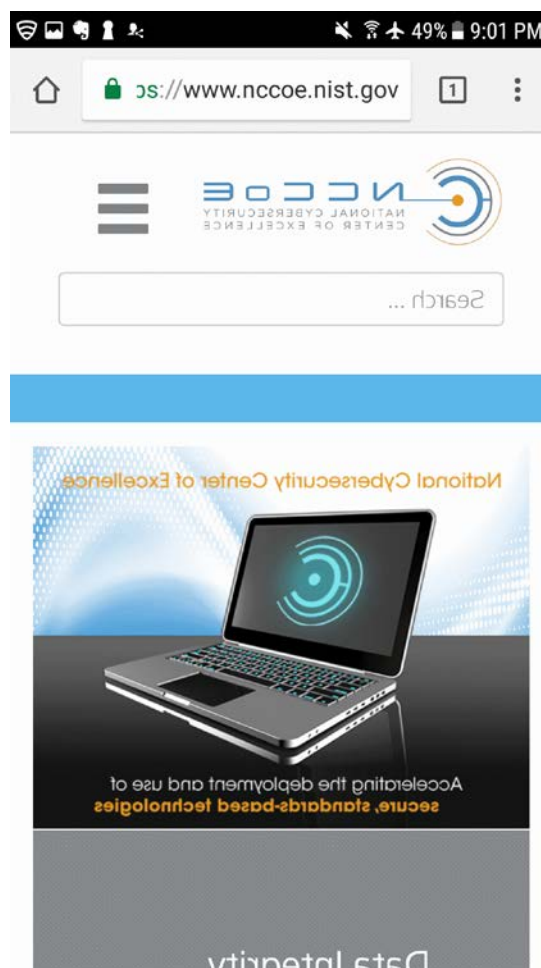 49% 9:01 PM
ps://www.nccoe.nist.gov
1
NCCoE
NATIONAL CYBERSECURITY
CENTER OF EXCELLENCE
Search ...
National Cybersecurity Center of Excellence
Accelerating the deployment and use of
secure, standards-based technologies
Data Integrity